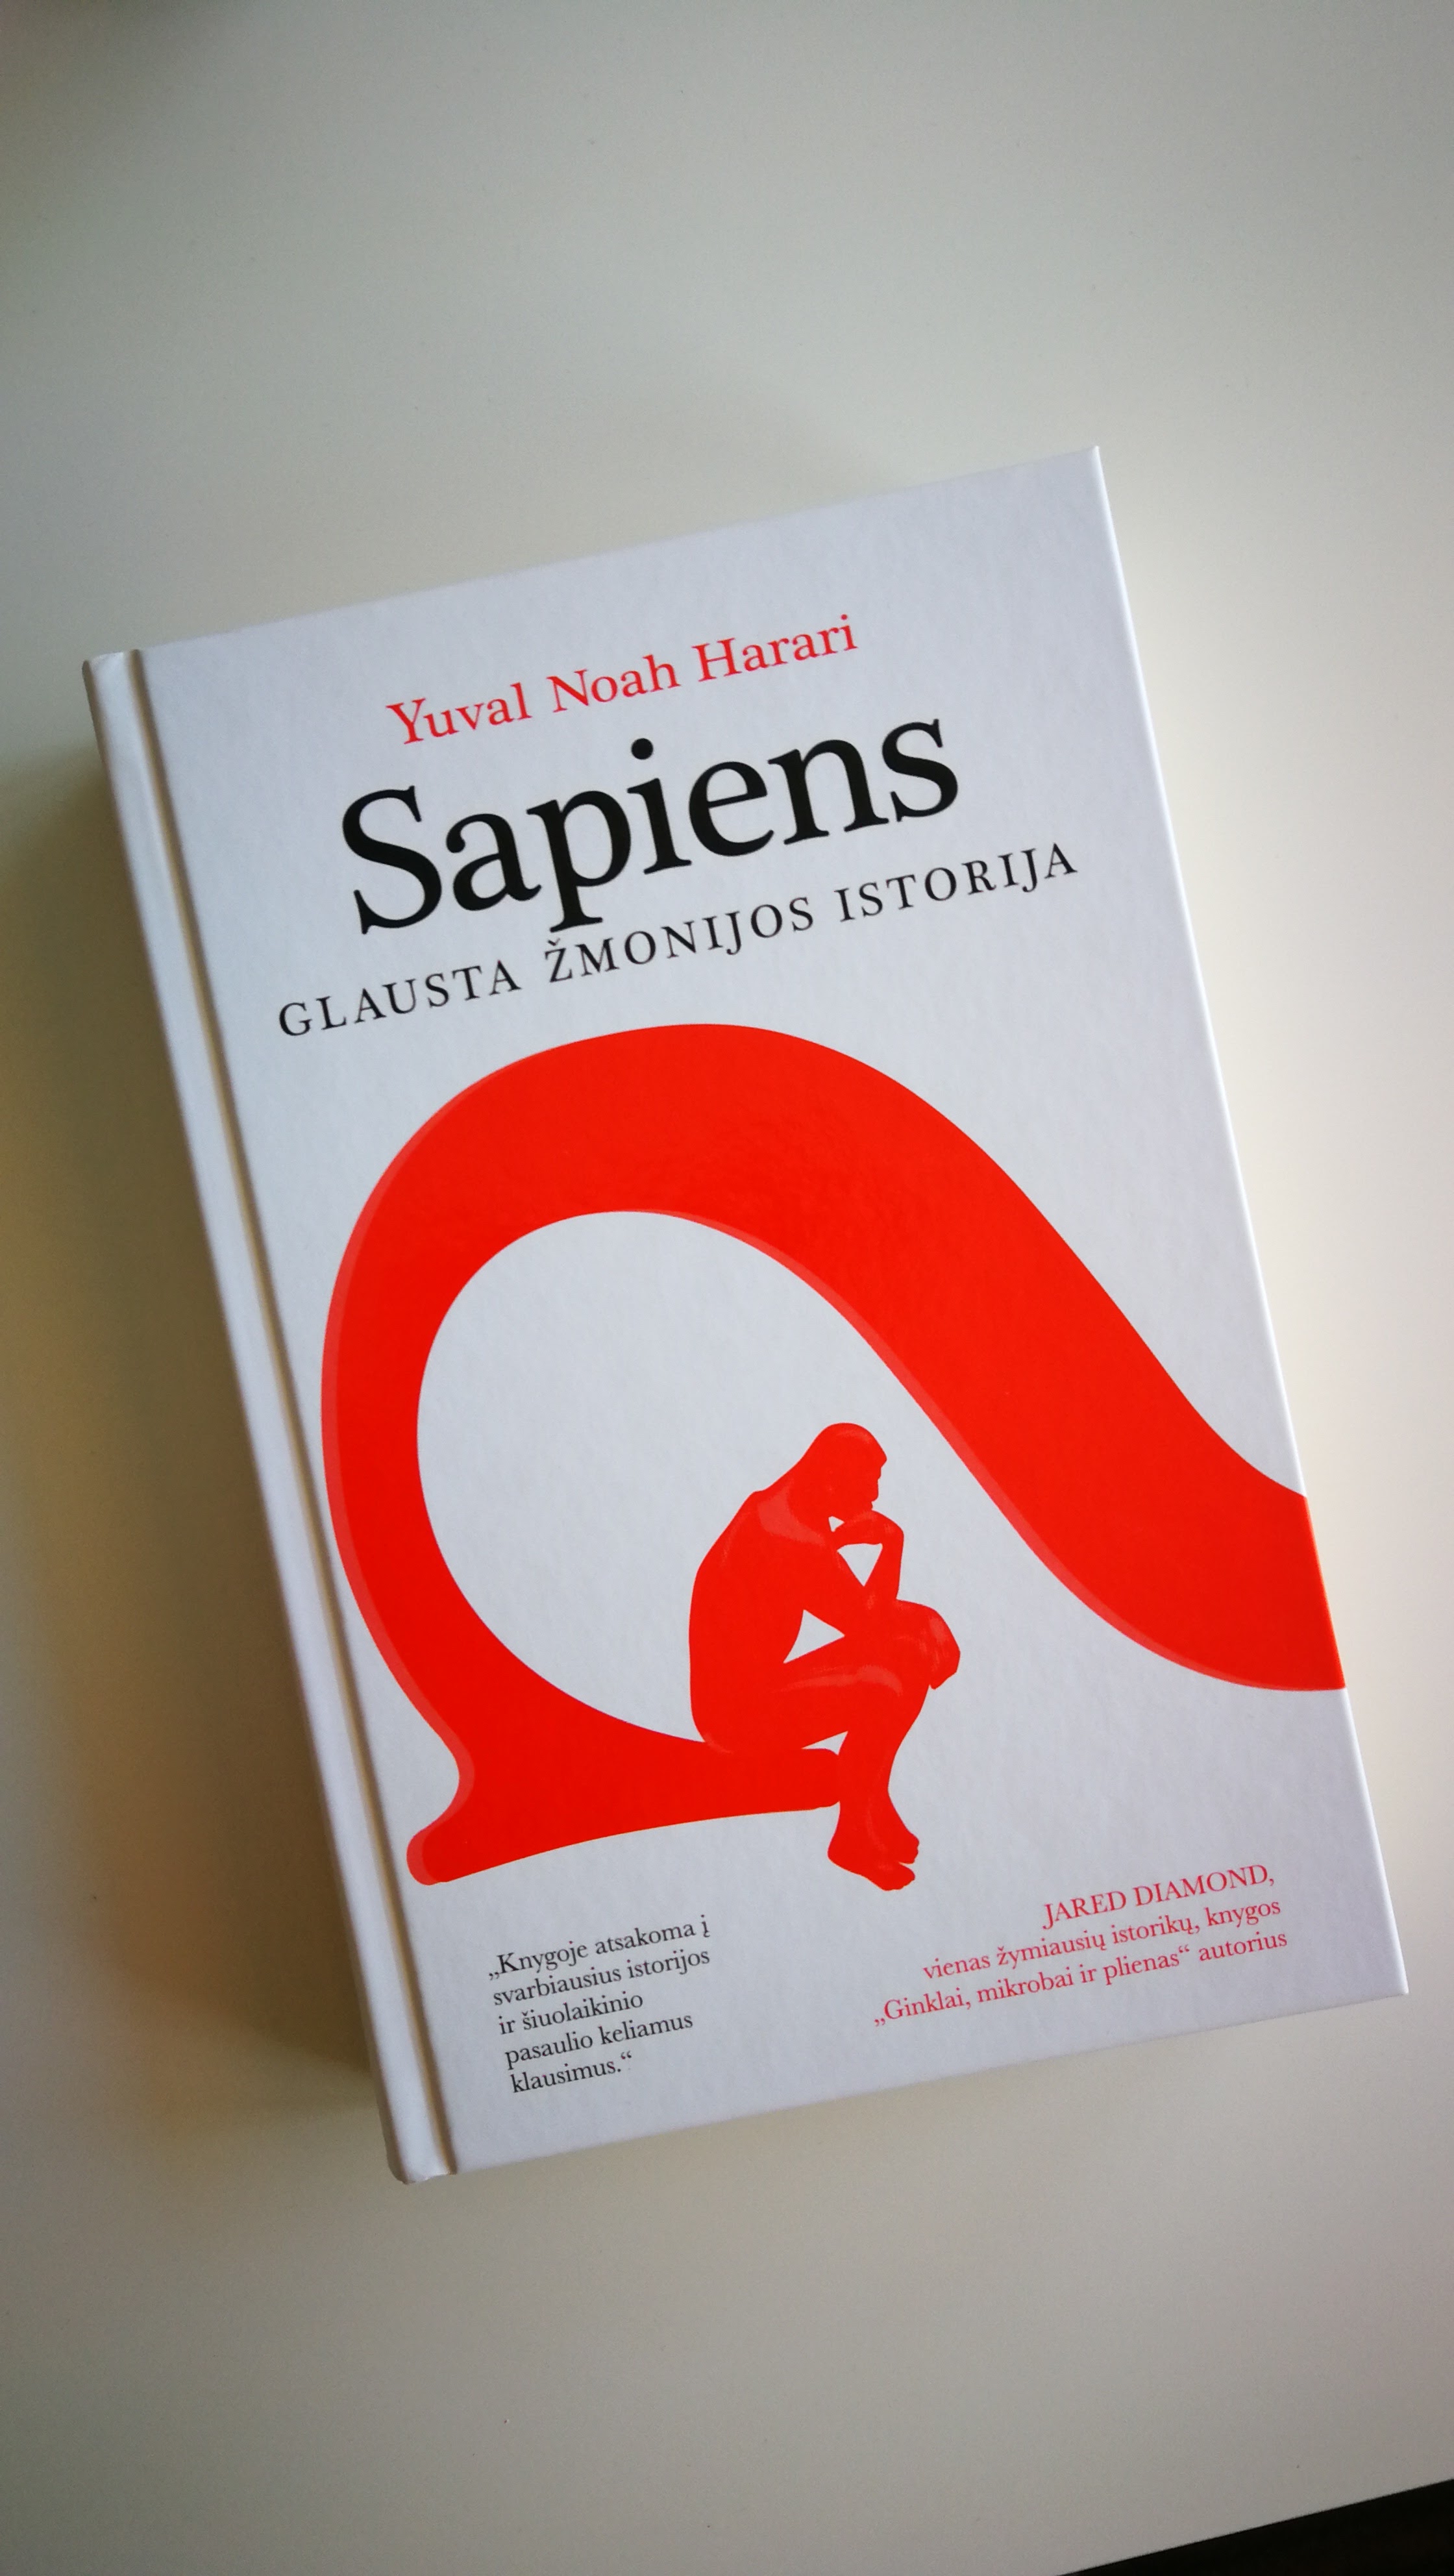 Yuval Noah Harari
Sapiens
GLAUSTA ŽMONIJOS ISTORIJA
„Knygoje atsakoma į
svarbiausius istorijos
ir šiuolaikinio
pasaulio keliamus
klausimus.“
JARED DIAMOND,
vienas žymiausių istorikų, knygos
„Ginklai, mikrobai ir plienas“ autorius